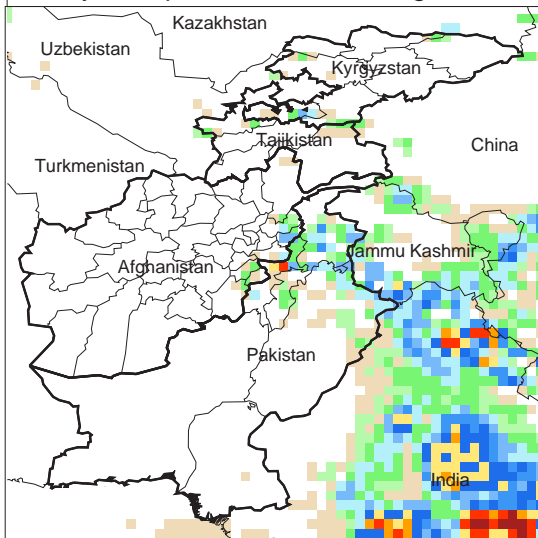 Kazakhstan
Uzbekistan
Kyrgyzstan
Tajikistan
China
Turkmenistan
Jammu Kashmir
Afghanistan
Pakistan
India